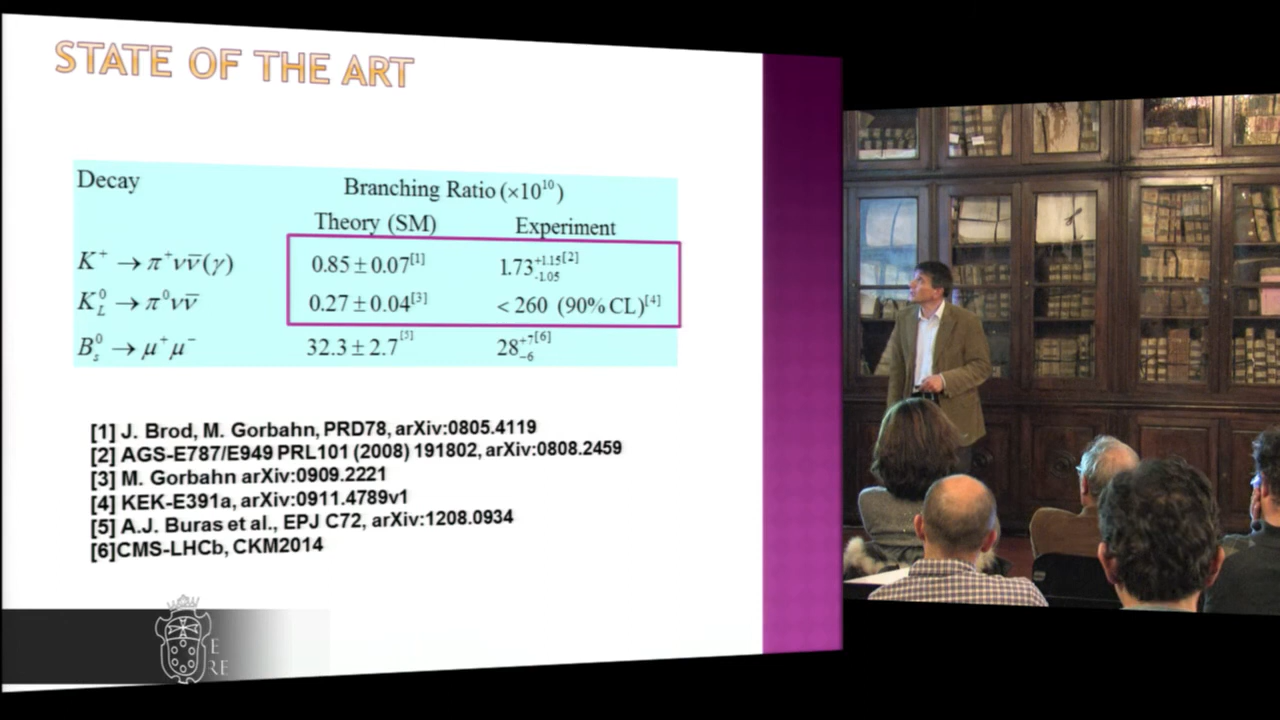 STATE OF THE ART
Decay Branching Ratio (×10¹⁰)
Theory (SM) Experiment
K⁺ → π⁺νν̅(γ) 0.85 ± 0.07[1] 1.73+1.15-1.05[2]
K⁰L → π⁰νν̅ 0.27 ± 0.04[3] < 260 (90% CL)[4]
B⁰s → μ⁺μ⁻ 32.3 ± 2.7[5] 28+7-6[6]
[1] J. Brod, M. Gorbahn, PRD78, arXiv:0805.4119
[2] AGS-E787/E949 PRL101 (2008) 191802, arXiv:0808.2459
[3] M. Gorbahn arXiv:0909.2221
[4] KEK-E391a, arXiv:0911.4789v1
[5] A.J. Buras et al., EPJ C72, arXiv:1208.0934
[6]CMS-LHCb, CKM2014
E
RE